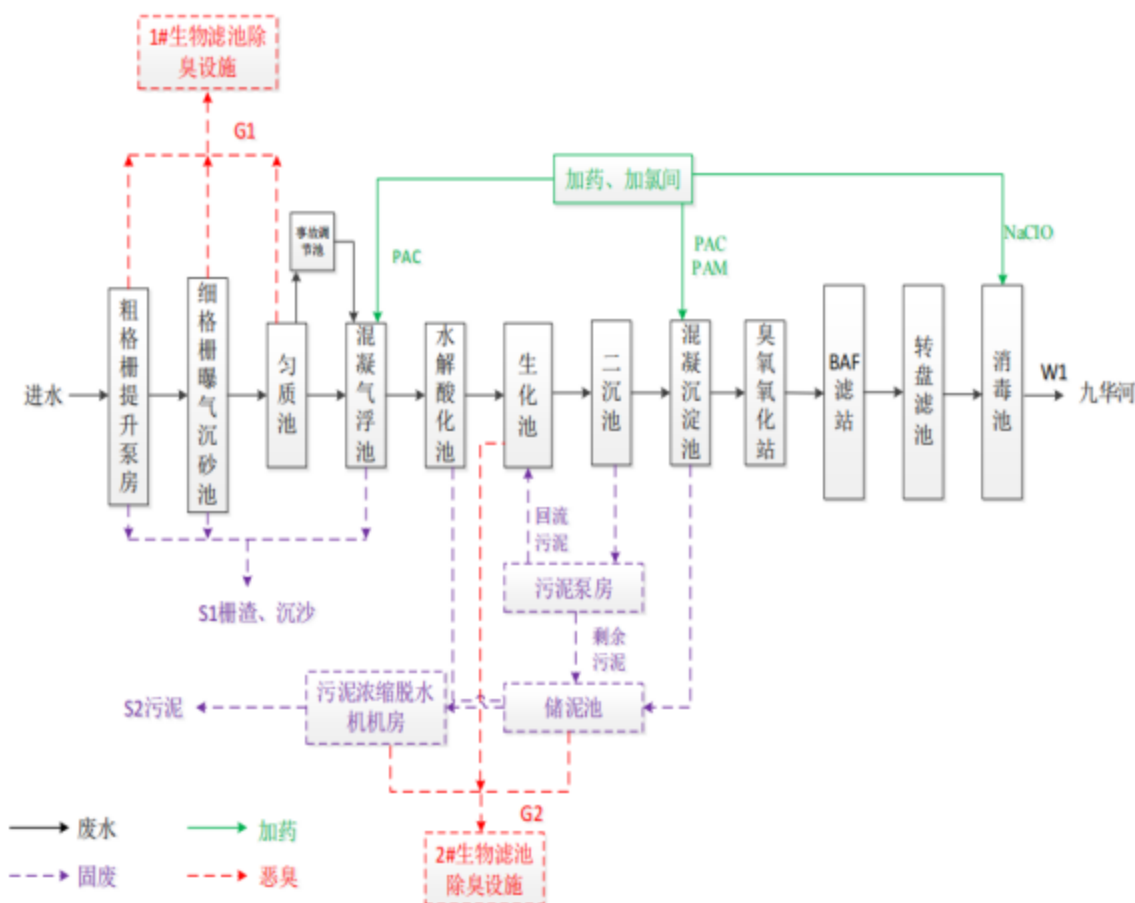 1#生物滤池除
臭设施
G1
加药、加氯间
事故调
节池
PAC
PAC
PAM
NaClO
进水
粗格栅提升泵房
细格栅曝气沉砂池
匀质池
混凝气浮池
水解酸化池
生化池
二沉池
混凝沉淀池
臭氧氧化站
BAF
滤站
转盘滤池
消毒池
W1
九华河
回流
污泥
污泥泵房
S1栅渣、沉沙
剩余
污泥
S2污泥
污泥浓缩脱水
机机房
储泥池
G2
2#生物滤池
除臭设施
废水
加药
固废
恶臭